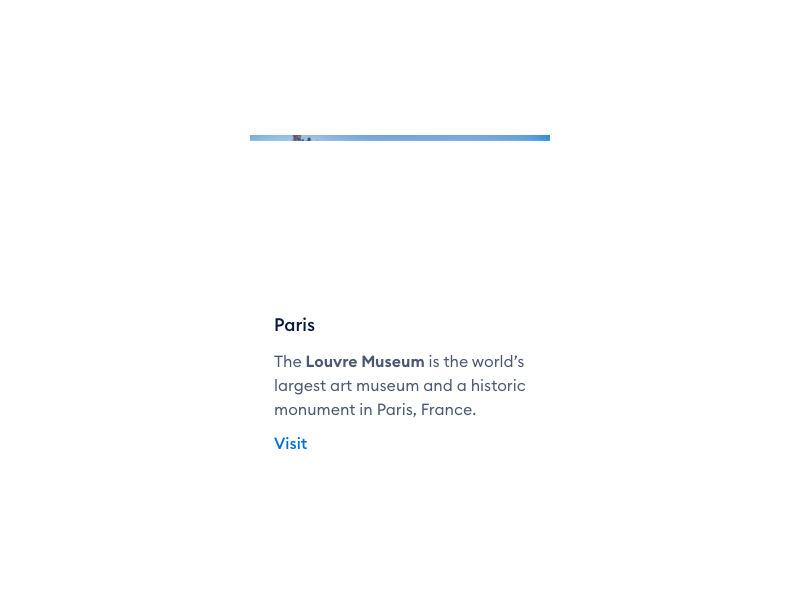 Paris
The Louvre Museum is the world’s
largest art museum and a historic
monument in Paris, France.
Visit